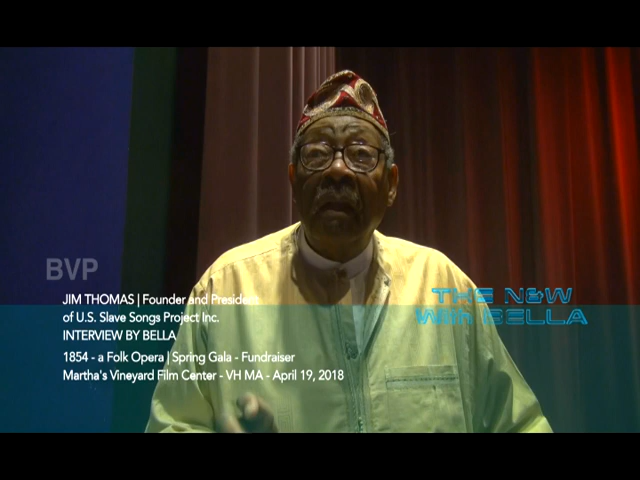 BVP
JIM THOMAS | Founder and President
of U.S. Slave Songs Project Inc.
INTERVIEW BY BELLA
1854 - a Folk Opera | Spring Gala - Fundraiser
Martha's Vineyard Film Center - VH MA - April 19, 2018
THE N&W
With BELLA